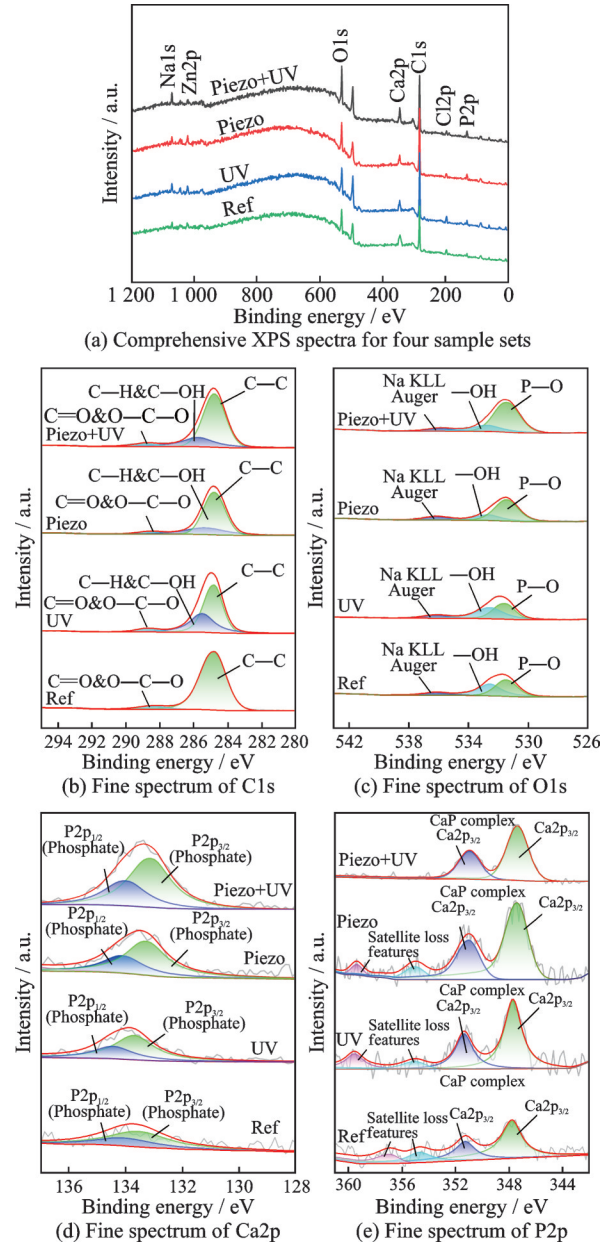 Intensity / a.u.
Na1s
Zn2p
Piezo+UV
O1s
Ca2p
C1s
Cl2p
P2p
Piezo
UV
Ref
1 200 1 000 800 600 400 200 0
Binding energy / eV
(a) Comprehensive XPS spectra for four sample sets
Intensity / a.u.
C—H&C—OH
C—C
C=O&O—C—O
Piezo+UV
C—H&C—OH
C—C
C=O&O—C—O
Piezo
C—H&C—OH
C—C
C=O&O—C—O
UV
C—C
C=O&O—C—O
Ref
294 292 290 288 286 284 282 280
Binding energy / eV
(b) Fine spectrum of C1s
Intensity / a.u.
Na KLL
Auger
—OH
P—O
Piezo+UV
Na KLL
Auger
—OH
P—O
Piezo
Na KLL
Auger
—OH
P—O
UV
Na KLL
Auger
—OH
P—O
Ref
542 538 534 530 526
Binding energy / eV
(c) Fine spectrum of O1s
Intensity / a.u.
P2p1/2
(Phosphate)
P2p3/2
(Phosphate)
Piezo+UV
P2p1/2
(Phosphate)
P2p3/2
(Phosphate)
Piezo
P2p1/2
(Phosphate)
P2p3/2
(Phosphate)
UV
P2p1/2
(Phosphate)
P2p3/2
(Phosphate)
Ref
136 134 132 130 128
Binding energy / eV
(d) Fine spectrum of Ca2p
Intensity / a.u.
CaP complex
Ca2p3/2
Ca2p3/2
Piezo+UV
CaP complex
Ca2p3/2
Ca2p3/2
Piezo
Satellite loss
features
CaP complex
Ca2p3/2
Ca2p3/2
UV
Satellite loss
features
CaP complex
Ca2p3/2
Ca2p3/2
Ref
Satellite loss
features
360 356 352 348 344
Binding energy / eV
(e) Fine spectrum of P2p